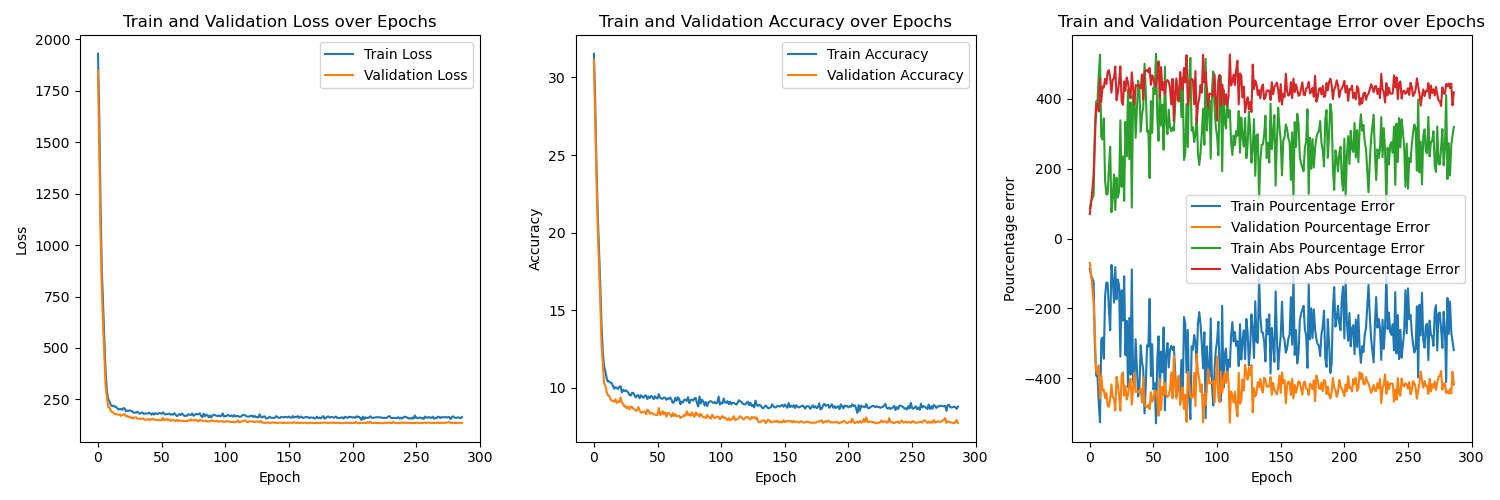 Train and Validation Loss over Epochs
2000
1750
1500
1250
1000
750
500
250
0
50
100
150
200
250
300
Loss
Epoch
Train Loss
Validation Loss
Train and Validation Accuracy over Epochs
30
25
20
15
10
0
50
100
150
200
250
300
Accuracy
Epoch
Train Accuracy
Validation Accuracy
Train and Validation Pourcentage Error over Epochs
400
200
0
−200
−400
0
50
100
150
200
250
300
Pourcentage error
Epoch
Train Pourcentage Error
Validation Pourcentage Error
Train Abs Pourcentage Error
Validation Abs Pourcentage Error